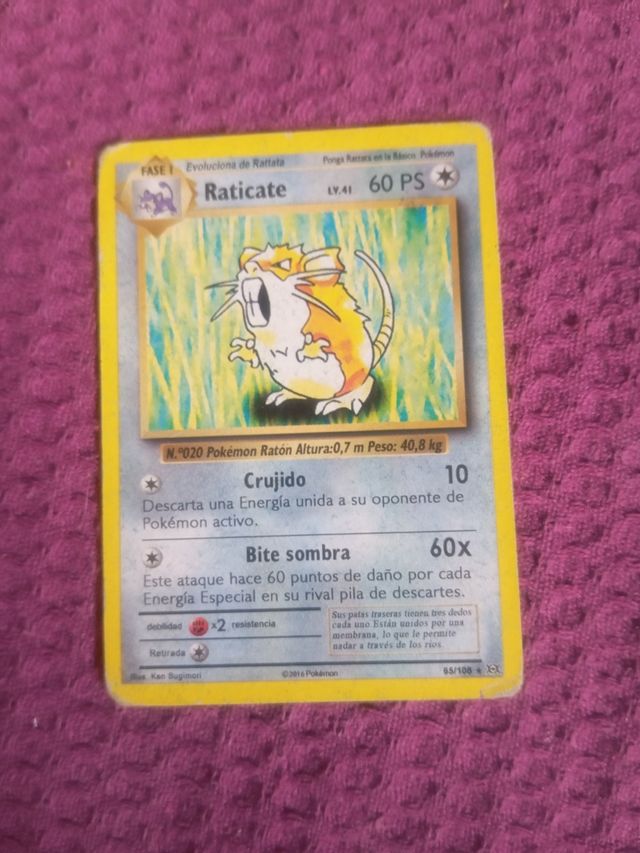 FASE 1
Evoluciona de Rattata
Ponga Rattata en la Básico. Pokémon
Raticate
LV.41
60 PS
N.º020 Pokémon Ratón Altura:0,7 m Peso: 40,8 kg
Crujido
10
Descarta una Energía unida a su oponente de
Pokémon activo.
Bite sombra
60x
Este ataque hace 60 puntos de daño por cada
Energía Especial en su rival pila de descartes.
debilidad
x2
resistencia
Retirada
Sus patas traseras tienen tres dedos
cada uno Están unidos por una
membrana, lo que le permite
nadar a través de los ríos
Illus. Ken Sugimori
©2016 Pokémon
/108